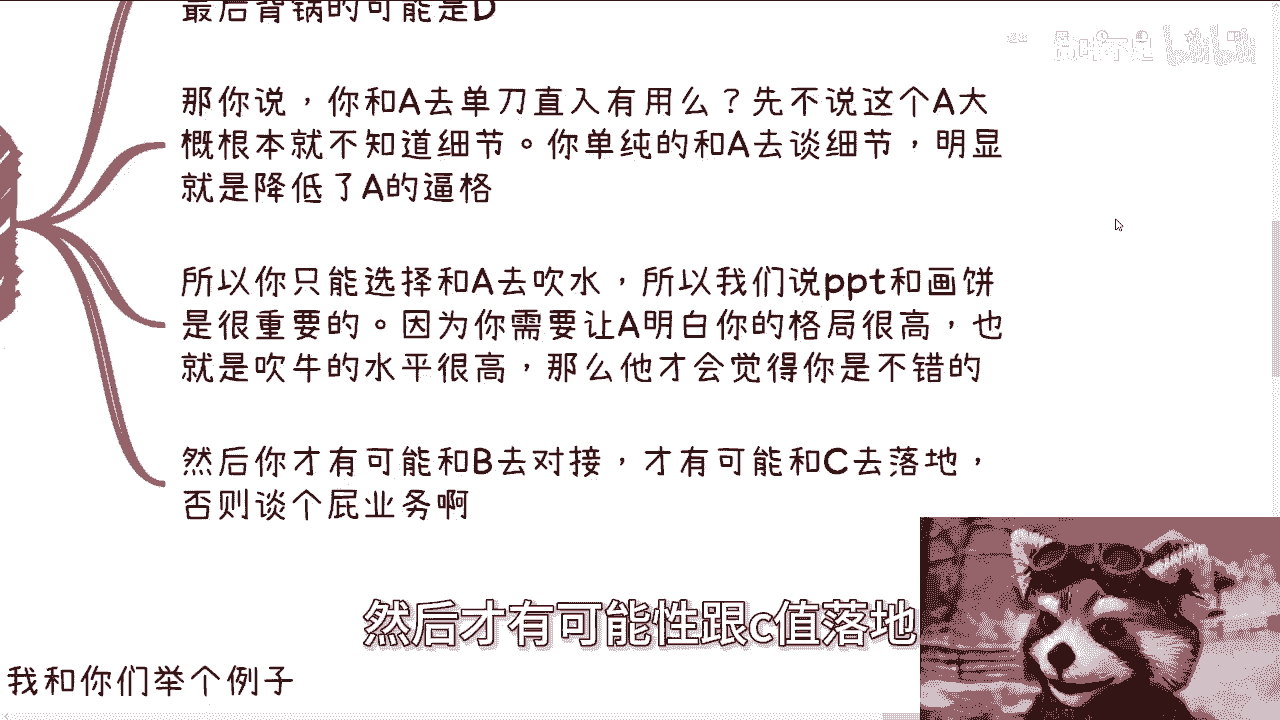 最后背锅的可能是D
那你说，你和A去单刀直入有用么？先不说这个A大
概根本就不知道细节。你单纯的和A去谈细节，明显
就是降低了A的逼格
所以你只能选择和A去吹水，所以我们说ppt和画饼
是很重要的。因为你需要让A明白你的格局很高，也
就是吹牛的水平很高，那么他才会觉得你是不错的
然后你才有可能和B去对接，才有可能和C去落地，
否则谈个屁业务啊
然后才有可能性跟c值落地
我和你们举个例子